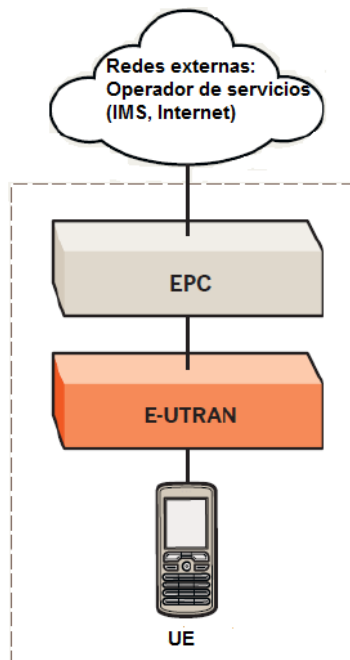 Redes externas:
Operador de servicios
(IMS, Internet)
EPC
E-UTRAN
UE